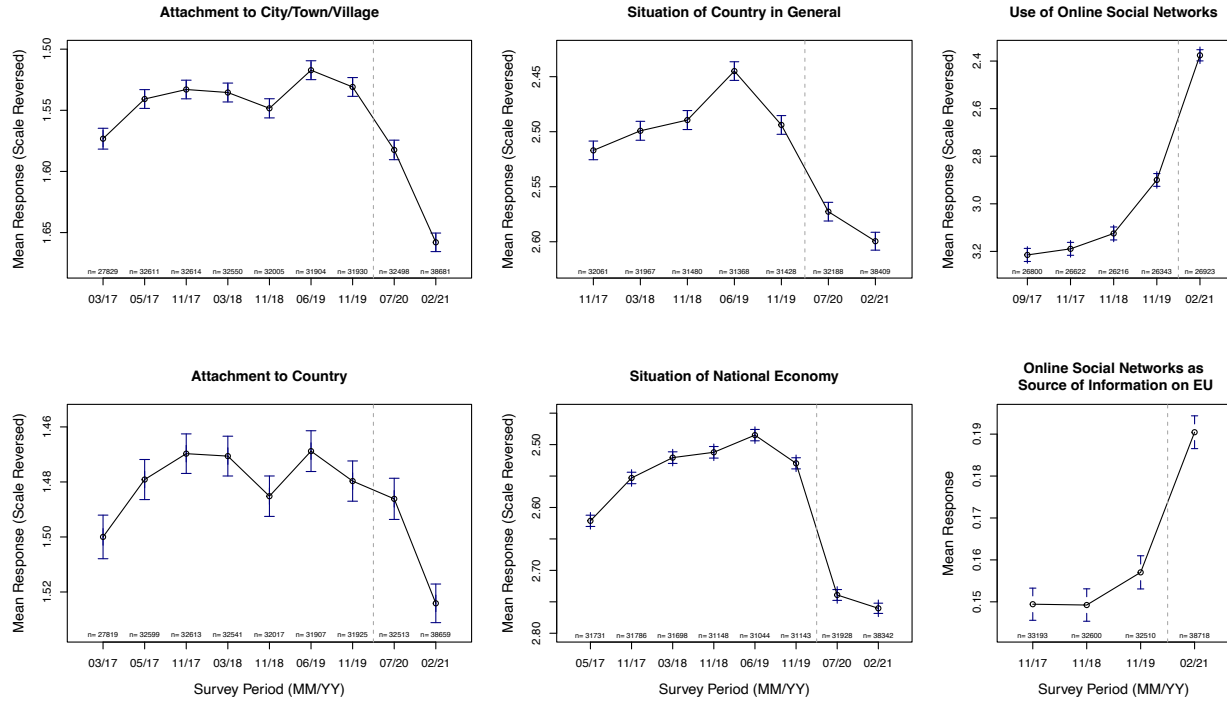 Attachment to City/Town/Village
Mean Response (Scale Reversed)
1.50
1.55
1.60
1.65
n= 27829 n= 32611 n= 32614 n= 32550 n= 32005 n= 31904 n= 31930 n= 32498 n= 38681
03/17 05/17 11/17 03/18 11/18 06/19 11/19 07/20 02/21
Situation of Country in General
Mean Response (Scale Reversed)
2.45
2.50
2.55
2.60
n= 32061 n= 31967 n= 31480 n= 31368 n= 31428 n= 32188 n= 38409
11/17 03/18 11/18 06/19 11/19 07/20 02/21
Use of Online Social Networks
Mean Response (Scale Reversed)
2.4
2.6
2.8
3.0
3.2
n= 26800 n= 26622 n= 26216 n= 26343 n= 26923
09/17 11/17 11/18 11/19 02/21
Attachment to Country
Mean Response (Scale Reversed)
1.46
1.48
1.50
1.52
n= 27819 n= 32599 n= 32613 n= 32541 n= 32017 n= 31907 n= 31925 n= 32513 n= 38659
03/17 05/17 11/17 03/18 11/18 06/19 11/19 07/20 02/21
Survey Period (MM/YY)
Situation of National Economy
Mean Response (Scale Reversed)
2.50
2.60
2.70
2.80
n= 31731 n= 31786 n= 31698 n= 31148 n= 31044 n= 31143 n= 31928 n= 38342
05/17 11/17 03/18 11/18 06/19 11/19 07/20 02/21
Survey Period (MM/YY)
Online Social Networks as
Source of Information on EU
Mean Response
0.19
0.18
0.17
0.16
0.15
n= 33193 n= 32600 n= 32510 n= 38718
11/17 11/18 11/19 02/21
Survey Period (MM/YY)